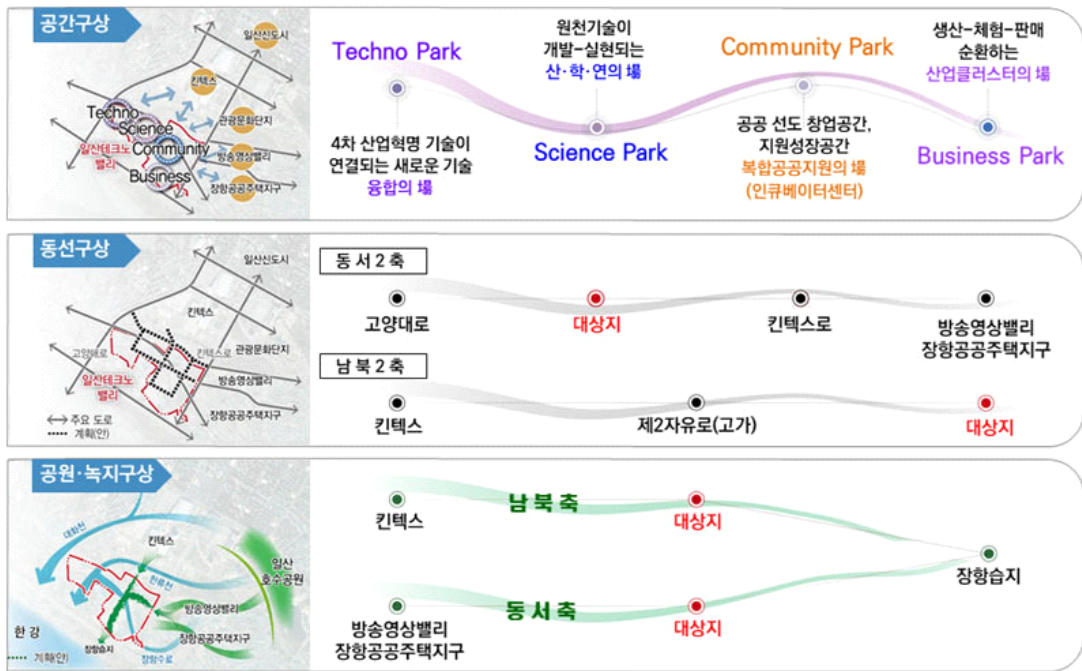 공간구상
일산신도시
킨텍스
Techno
Science
관광문화단지
일산테크노
밸리
Community
방송영상밸리
Business
장항공공주택지구
Techno Park
4차 산업혁명 기술이
연결되는 새로운 기술
융합의 場
원천기술이
개발-실현되는
산·학·연의 場
Science Park
Community Park
공공 선도 창업공간,
지원성장공간
복합공공지원의 場
(인큐베이터센터)
생산-체험-판매
순환하는
산업클러스터의 場
Business Park
동선구상
일산신도시
킨텍스
고양대로
킨텍스로
관광문화단지
일산테크노
밸리
방송영상밸리
장항공공주택지구
주요 도로
계획(안)
동서2축
고양대로
대상지
킨텍스로
방송영상밸리
장항공공주택지구
남북2축
킨텍스
제2자유로(고가)
대상지
공원·녹지구상
대화천
킨텍스
일산
호수공원
한류천
방송영상밸리
한강
장항공공주택지구
장항습지
장항수로
계획(안)
남북축
킨텍스
대상지
장항습지
동서축
방송영상밸리
장항공공주택지구
대상지